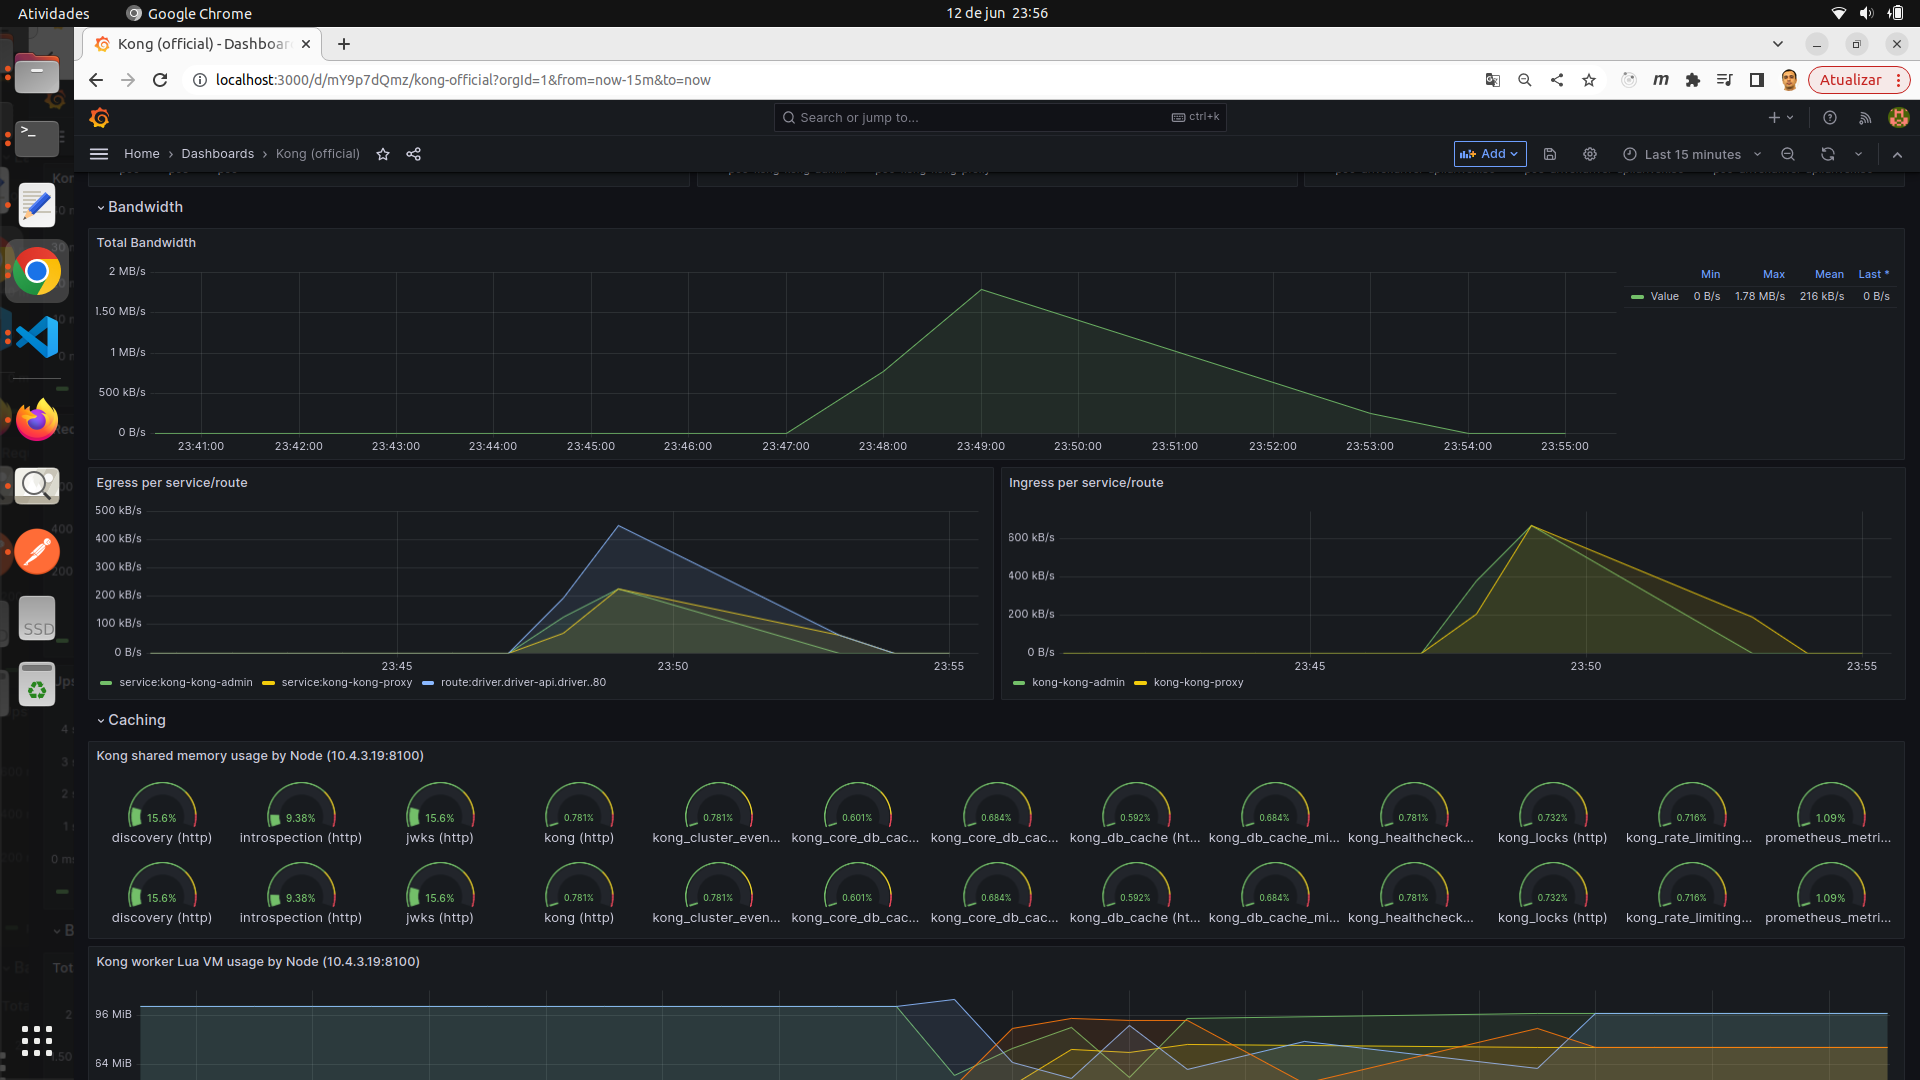 Atividades Google Chrome 12 de jun 23:56
Kong (official) - Dashboar
localhost:3000/d/mY9p7dQmz/kong-official?orgId=1&from=now-15m&to=now Atualizar
Search or jump to... ctrl+k
Home › Dashboards › Kong (official) Add Last 15 minutes
Bandwidth
Total Bandwidth
2 MB/s
1.50 MB/s
1 MB/s
500 kB/s
0 B/s
23:41:00 23:42:00 23:43:00 23:44:00 23:45:00 23:46:00 23:47:00 23:48:00 23:49:00 23:50:00 23:51:00 23:52:00 23:53:00 23:54:00 23:55:00
Min Max Mean Last *
Value 0 B/s 1.78 MB/s 216 kB/s 0 B/s
Egress per service/route
500 kB/s
400 kB/s
300 kB/s
200 kB/s
100 kB/s
0 B/s
23:45 23:50 23:55
service:kong-kong-admin service:kong-kong-proxy route:driver.driver-api.driver..80
Ingress per service/route
600 kB/s
400 kB/s
200 kB/s
0 B/s
23:45 23:50 23:55
kong-kong-admin kong-kong-proxy
Caching
Kong shared memory usage by Node (10.4.3.19:8100)
15.6% 9.38% 15.6% 0.781% 0.781% 0.601% 0.684% 0.592% 0.684% 0.781% 0.732% 0.716% 1.09%
discovery (http) introspection (http) jwks (http) kong (http) kong_cluster_even... kong_core_db_cac... kong_core_db_cac... kong_db_cache (ht... kong_db_cache_mi... kong_healthcheck... kong_locks (http) kong_rate_limiting... prometheus_metri...
15.6% 9.38% 15.6% 0.781% 0.781% 0.601% 0.684% 0.592% 0.684% 0.781% 0.732% 0.716% 1.09%
discovery (http) introspection (http) jwks (http) kong (http) kong_cluster_even... kong_core_db_cac... kong_core_db_cac... kong_db_cache (ht... kong_db_cache_mi... kong_healthcheck... kong_locks (http) kong_rate_limiting... prometheus_metri...
Kong worker Lua VM usage by Node (10.4.3.19:8100)
96 MiB
64 MiB
SSD